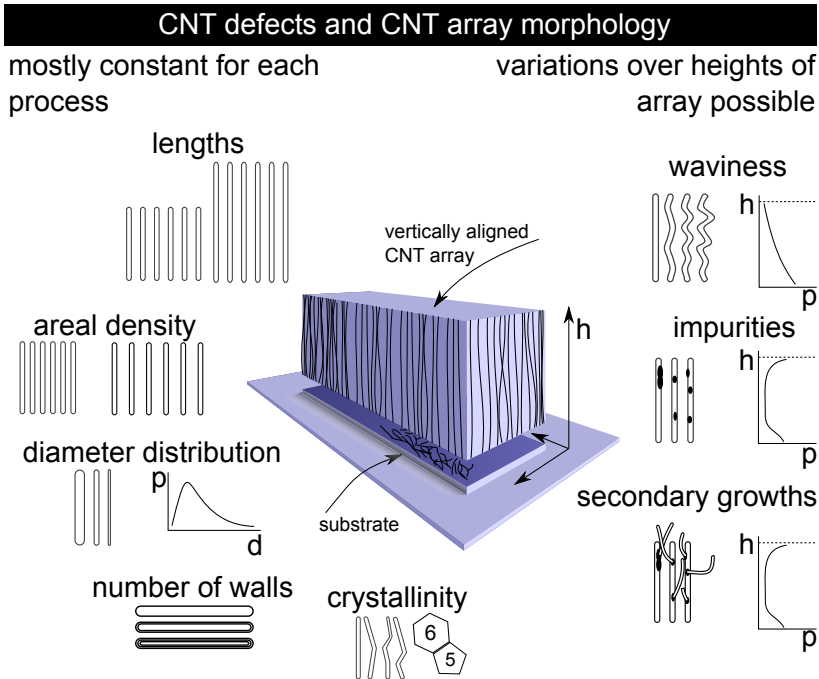 CNT defects and CNT array morphology
mostly constant for each
process
variations over heights of
array possible
lengths
areal density
diameter distribution
p
d
number of walls
crystallinity
6
5
vertically aligned
CNT array
h
substrate
waviness
h
p
impurities
h
p
secondary growths
h
p